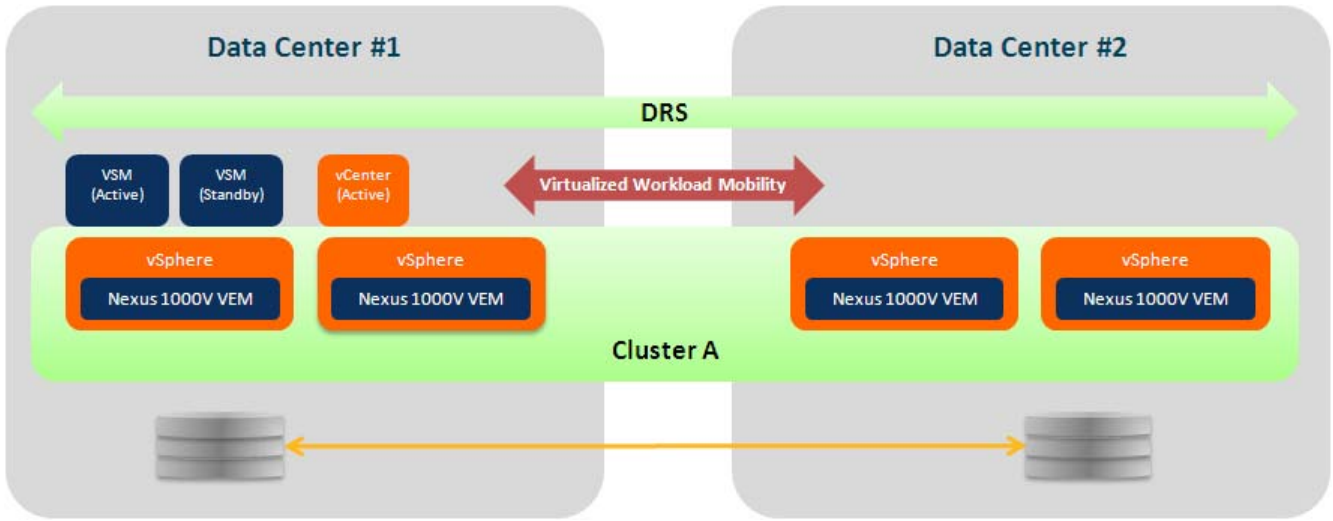 Data Center #1
Data Center #2
DRS
VSM
(Active)
VSM
(Standby)
vCenter
(Active)
Virtualized Workload Mobility
vSphere
Nexus 1000V VEM
vSphere
Nexus 1000V VEM
vSphere
Nexus 1000V VEM
vSphere
Nexus 1000V VEM
Cluster A